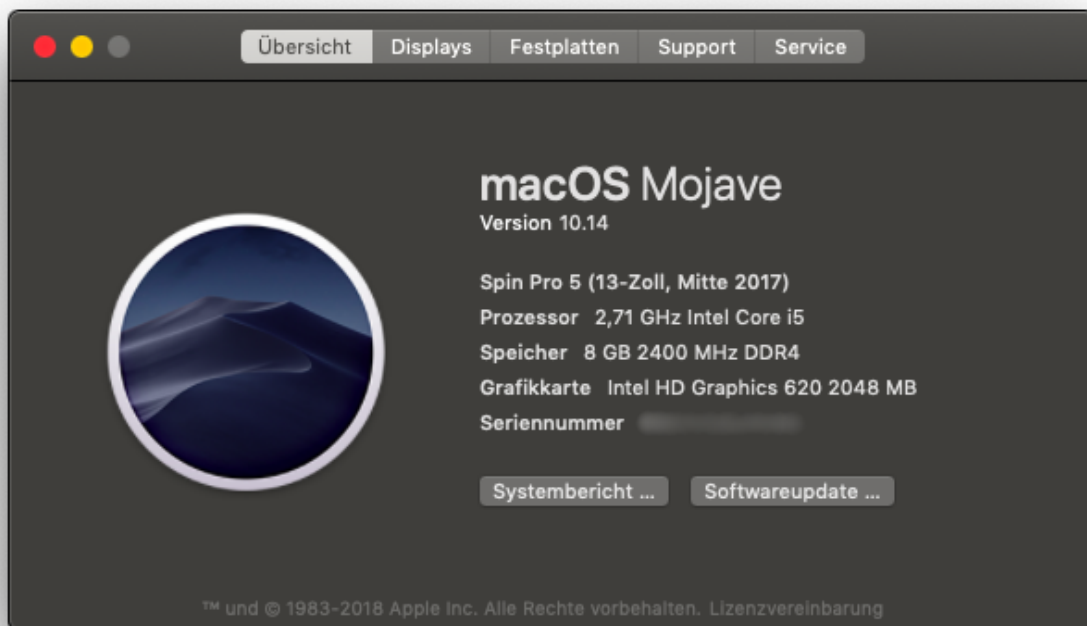 Übersicht Displays Festplatten Support Service
macOS Mojave
Version 10.14
Spin Pro 5 (13-Zoll, Mitte 2017)
Prozessor 2,71 GHz Intel Core i5
Speicher 8 GB 2400 MHz DDR4
Grafikkarte Intel HD Graphics 620 2048 MB
Seriennummer
Systembericht ... Softwareupdate ...
™ und © 1983-2018 Apple Inc. Alle Rechte vorbehalten. Lizenzvereinbarung